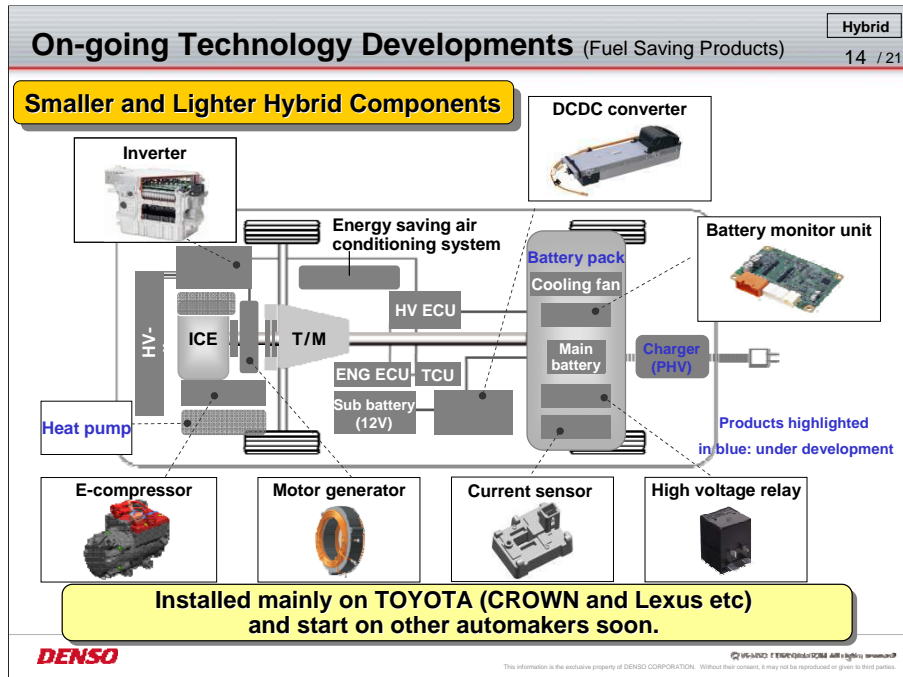 On-going Technology Developments (Fuel Saving Products)
Hybrid
14 / 21
Smaller and Lighter Hybrid Components
DCDC converter
Inverter
Energy saving air
conditioning system
Battery monitor unit
Battery pack
Cooling fan
HV ECU
HV-
ICE
T/M
Main
battery
Charger
(PHV)
ENG ECU
TCU
Sub battery
(12V)
Heat pump
Products highlighted
in blue: under development
E-compressor
Motor generator
Current sensor
High voltage relay
Installed mainly on TOYOTA (CROWN and Lexus etc)
and start on other automakers soon.
DENSO
This information is the exclusive property of DENSO CORPORATION. Without their consent, it may not be reproduced or given to third parties.